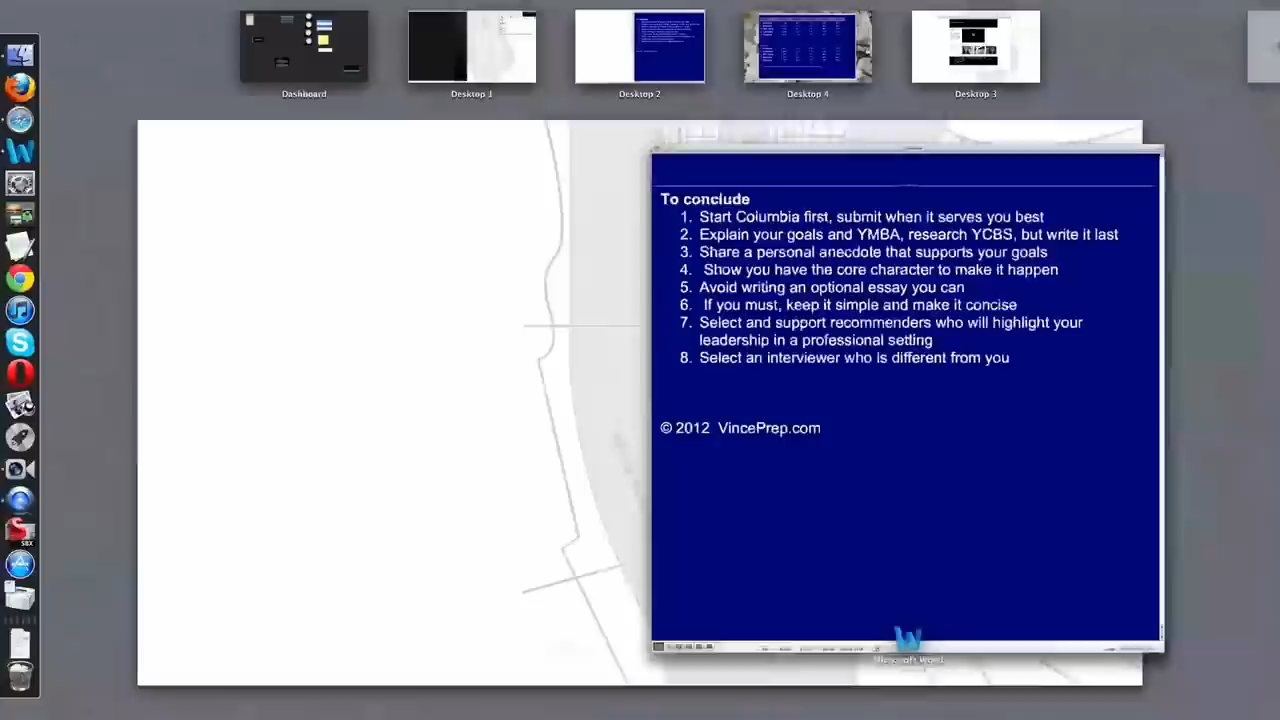 Dashboard
Desktop 1
Desktop 2
Desktop 4
Desktop 3
To conclude
1. Start Columbia first, submit when it serves you best
2. Explain your goals and YMBA, research YCBS, but write it last
3. Share a personal anecdote that supports your goals
4. Show you have the core character to make it happen
5. Avoid writing an optional essay you can
6. If you must, keep it simple and make it concise
7. Select and support recommenders who will highlight your
leadership in a professional setting
8. Select an interviewer who is different from you
© 2012 VincePrep.com
Microsoft Word